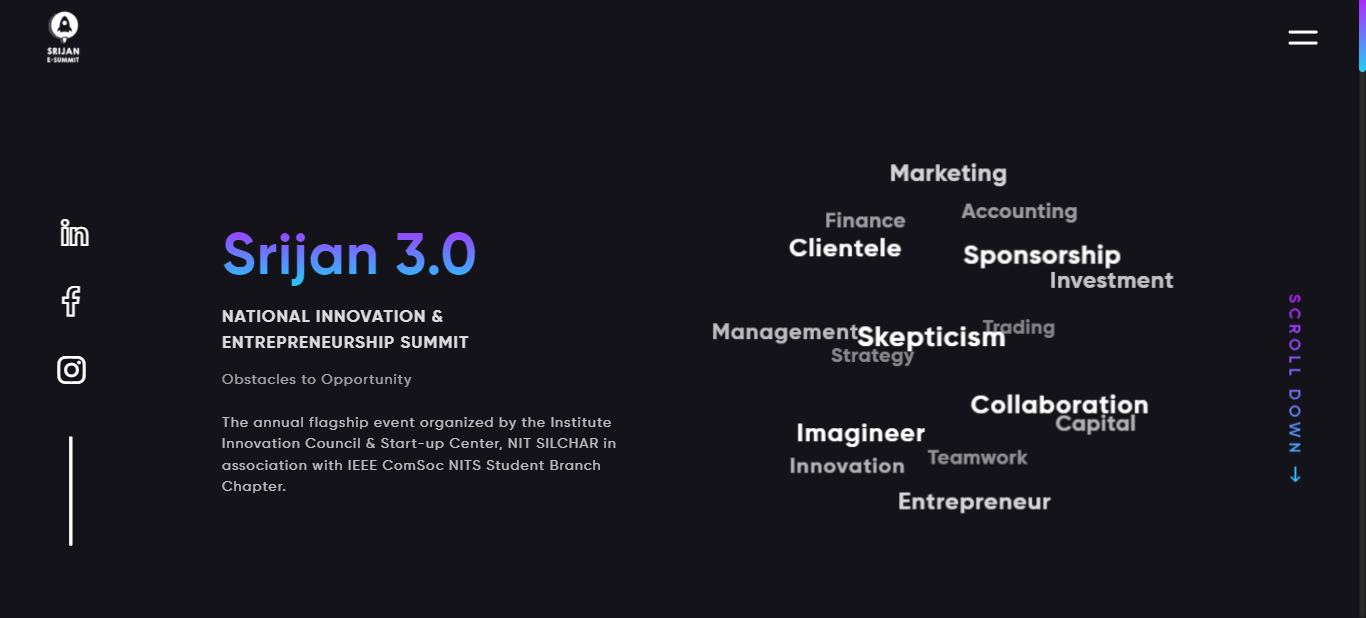 SRIJAN
E-SUMMIT
Srijan 3.0
NATIONAL INNOVATION &
ENTREPRENEURSHIP SUMMIT
Obstacles to Opportunity
The annual flagship event organized by the Institute
Innovation Council & Start-up Center, NIT SILCHAR in
association with IEEE ComSoc NITS Student Branch
Chapter.
Marketing
Accounting
Finance
Clientele
Sponsorship
Investment
Management
Skepticism
Trading
Strategy
Collaboration
Capital
Imagineer
Teamwork
Innovation
Entrepreneur
SCROLL DOWN
in
f